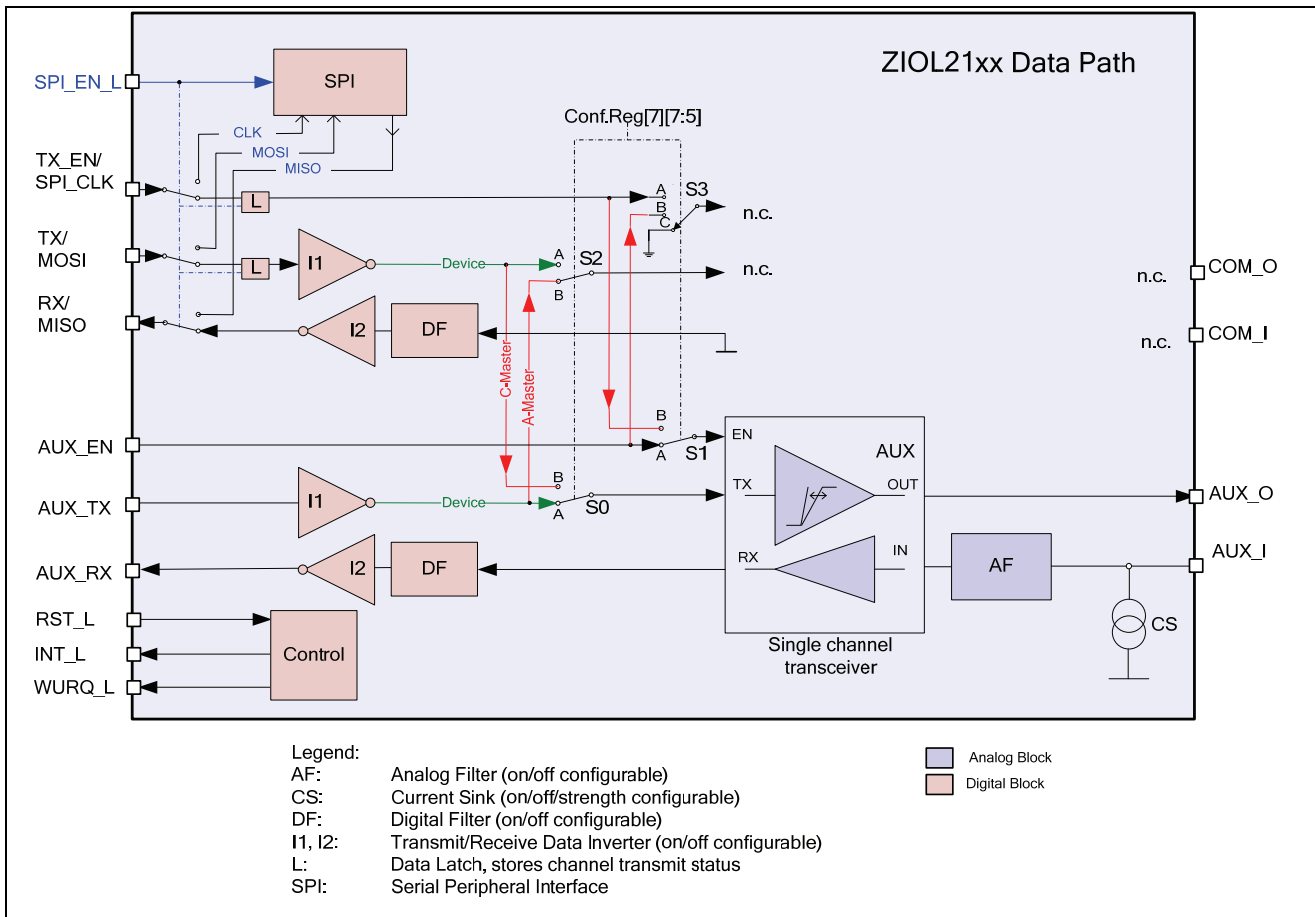 ZIOL21xx Data Path
SPI_EN_L
SPI
Conf.Reg[7][7:5]
CLK
MOSI
MISO
TX_EN/
SPI_CLK
L
A
B
C
S3
n.c.
TX/
MOSI
L
I1
Device
A
B
S2
n.c.
n.c.
COM_O
RX/
MISO
I2
DF
n.c.
COM_I
C-Master
A-Master
AUX_EN
B
A
S1
EN
AUX
AUX_TX
I1
Device
B
A
S0
TX
OUT
AUX_O
AUX_RX
I2
DF
RX
IN
AF
AUX_I
CS
RST_L
INT_L
WURQ_L
Control
Single channel
transceiver
Legend:
AF: Analog Filter (on/off configurable)
CS: Current Sink (on/off/strength configurable)
DF: Digital Filter (on/off configurable)
I1, I2: Transmit/Receive Data Inverter (on/off configurable)
L: Data Latch, stores channel transmit status
SPI: Serial Peripheral Interface
Analog Block
Digital Block